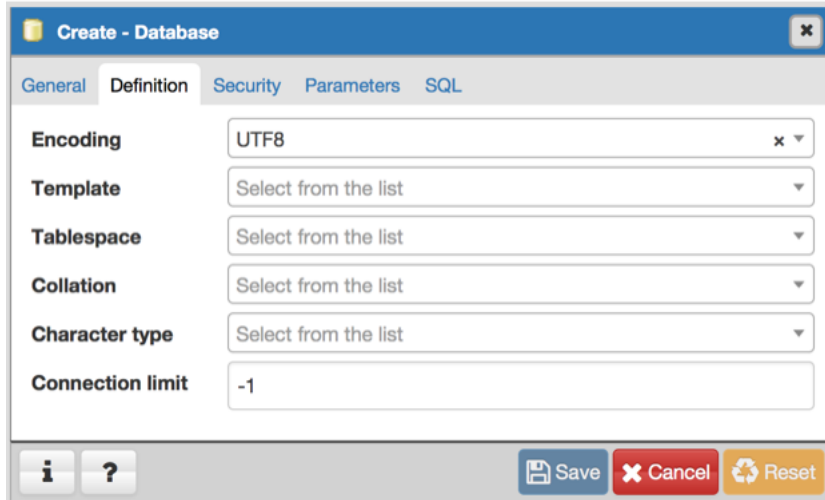 Create - Database
General Definition Security Parameters SQL
Encoding UTF8
Template Select from the list
Tablespace Select from the list
Collation Select from the list
Character type Select from the list
Connection limit -1
i ? Save Cancel Reset